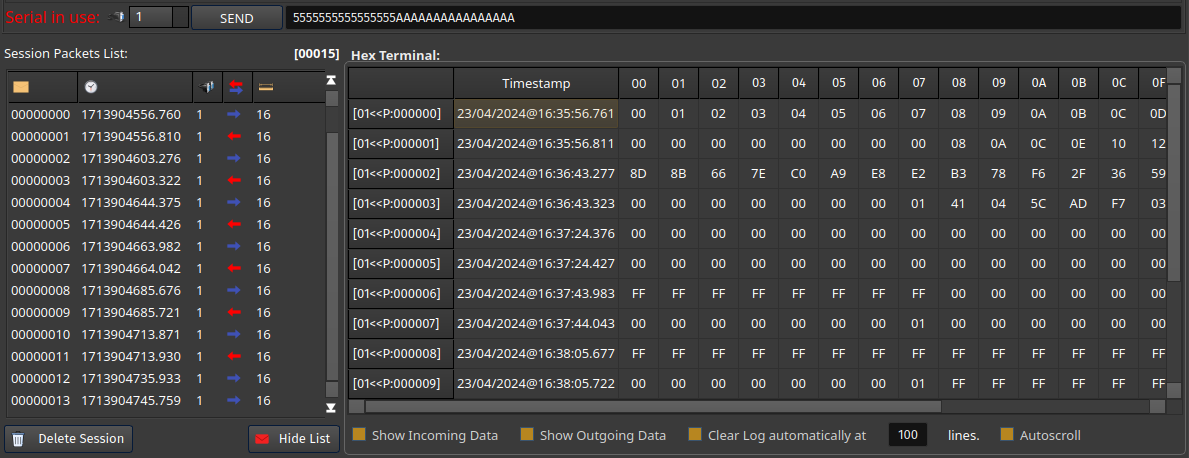 Serial in use: 1 SEND 5555555555555555AAAAAAAAAAAAAAAA
Session Packets List: [00015]
00000000 1713904556.760 1 16
00000001 1713904556.810 1 16
00000002 1713904603.276 1 16
00000003 1713904603.322 1 16
00000004 1713904644.375 1 16
00000005 1713904644.426 1 16
00000006 1713904663.982 1 16
00000007 1713904664.042 1 16
00000008 1713904685.676 1 16
00000009 1713904685.721 1 16
00000010 1713904713.871 1 16
00000011 1713904713.930 1 16
00000012 1713904735.933 1 16
00000013 1713904745.759 1 16
Delete Session Hide List
Hex Terminal:
Timestamp 00 01 02 03 04 05 06 07 08 09 0A 0B 0C 0F
[01<<P:000000] 23/04/2024@16:35:56.761 00 01 02 03 04 05 06 07 08 09 0A 0B 0C 0D
[01<<P:000001] 23/04/2024@16:35:56.811 00 00 00 00 00 00 00 00 08 0A 0C 0E 10 12
[01<<P:000002] 23/04/2024@16:36:43.277 8D 8B 66 7E C0 A9 E8 E2 B3 78 F6 2F 36 59
[01<<P:000003] 23/04/2024@16:36:43.323 00 00 00 00 00 00 00 01 41 04 5C AD F7 03
[01<<P:000004] 23/04/2024@16:37:24.376 00 00 00 00 00 00 00 00 00 00 00 00 00 00
[01<<P:000005] 23/04/2024@16:37:24.427 00 00 00 00 00 00 00 00 00 00 00 00 00 00
[01<<P:000006] 23/04/2024@16:37:43.983 FF FF FF FF FF FF FF FF 00 00 00 00 00 00
[01<<P:000007] 23/04/2024@16:37:44.043 00 00 00 00 00 00 00 01 00 00 00 00 00 00
[01<<P:000008] 23/04/2024@16:38:05.677 FF FF FF FF FF FF FF FF FF FF FF FF FF FF
[01<<P:000009] 23/04/2024@16:38:05.722 00 00 00 00 00 00 00 01 FF FF FF FF FF FF
Show Incoming Data Show Outgoing Data Clear Log automatically at 100 lines. Autoscroll